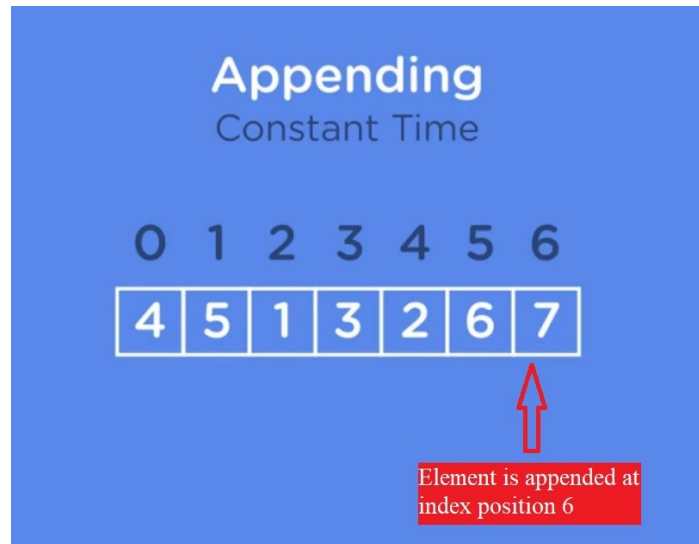 Appending
Constant Time
0 1 2 3 4 5 6
4 5 1 3 2 6 7
Element is appended at
index position 6